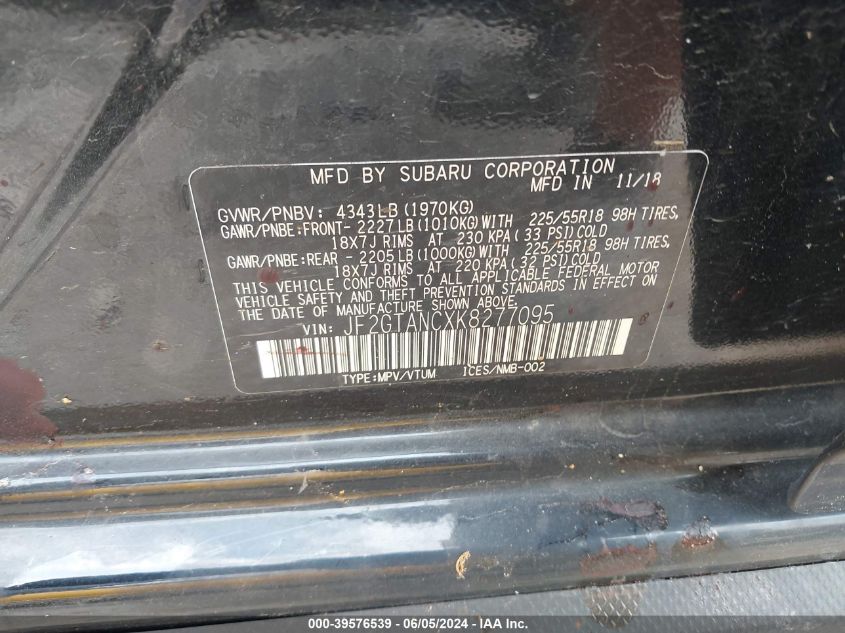 MFD BY SUBARU CORPORATION
MFD IN 11/18
GVWR/PNBV: 4343LB(1970KG)
GAWR/PNBE:FRONT- 2227LB(1010KG)WITH 225/55R18 98H TIRES,
18X7J RIMS AT 230 KPA(33 PSI)COLD
GAWR/PNBE:REAR - 2205LB(1000KG)WITH 225/55R18 98H TIRES,
18X7J RIMS AT 220 KPA(32 PSI)COLD
THIS VEHICLE CONFORMS TO ALL APPLICABLE FEDERAL MOTOR
VEHICLE SAFETY AND THEFT PREVENTION STANDARDS IN EFFECT ON
THE DATE OF MANUFACTURE SHOWN ABOVE.
VIN: JF2GTANCXK8277095
TYPE:MPV/VTUM ICES/NMB-002
000-39576539 - 06/05/2024 - IAA Inc.